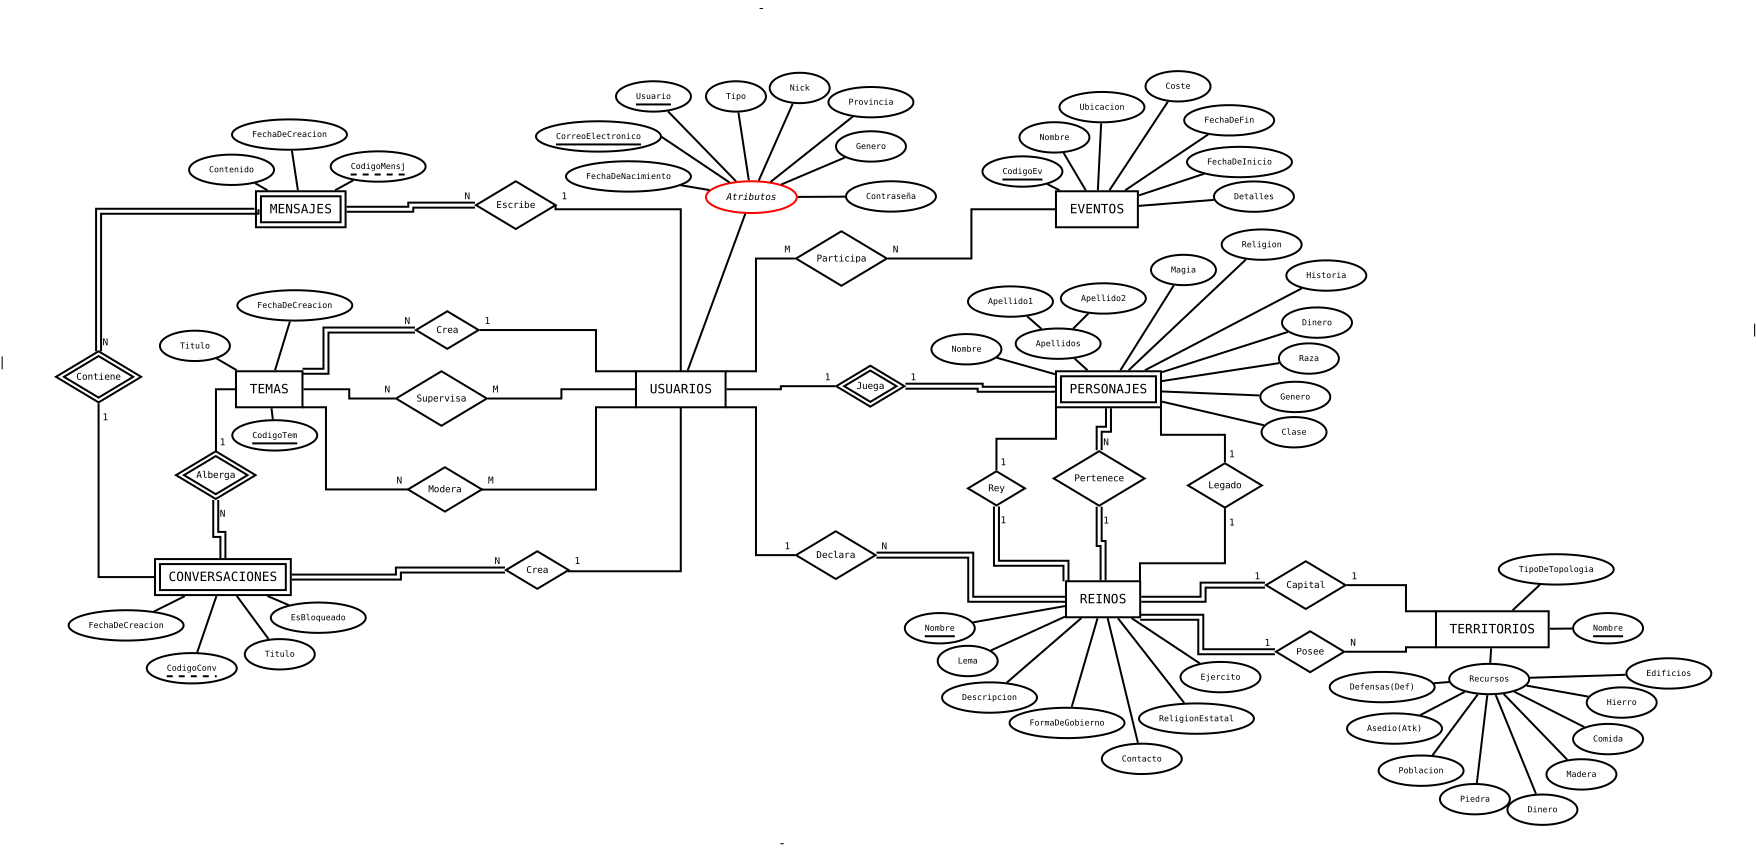 Coste
Usuario
Tipo
Nick
Provincia
Ubicacion
FechaDeFin
FechaDeCreacion
CorreoElectronico
Genero
Nombre
Contenido
CodigoMensj
FechaDeNacimiento
CodigoEv
FechaDeInicio
MENSAJES
N
Escribe
1
Atributos
Contraseña
EVENTOS
Detalles
M
Participa
N
Religion
Magia
Historia
Apellido1
Apellido2
FechaDeCreacion
N
Crea
1
Dinero
N
Titulo
Nombre
Apellidos
Raza
Contiene
TEMAS
N
Supervisa
M
USUARIOS
1
Juega
1
PERSONAJES
Genero
1
CodigoTem
Clase
1
N
1
Alberga
N
Modera
M
1
Rey
Pertenece
Legado
N
1
1
1
CONVERSACIONES
N
Crea
1
1
Declara
N
REINOS
1
Capital
1
TipoDeTopologia
FechaDeCreacion
EsBloqueado
CodigoConv
Titulo
Nombre
Lema
Descripcion
FormaDeGobierno
Contacto
ReligionEstatal
Ejercito
1
Posee
N
TERRITORIOS
Nombre
Recursos
Defensas(Def)
Edificios
Asedio(Atk)
Hierro
Poblacion
Comida
Piedra
Dinero
Madera